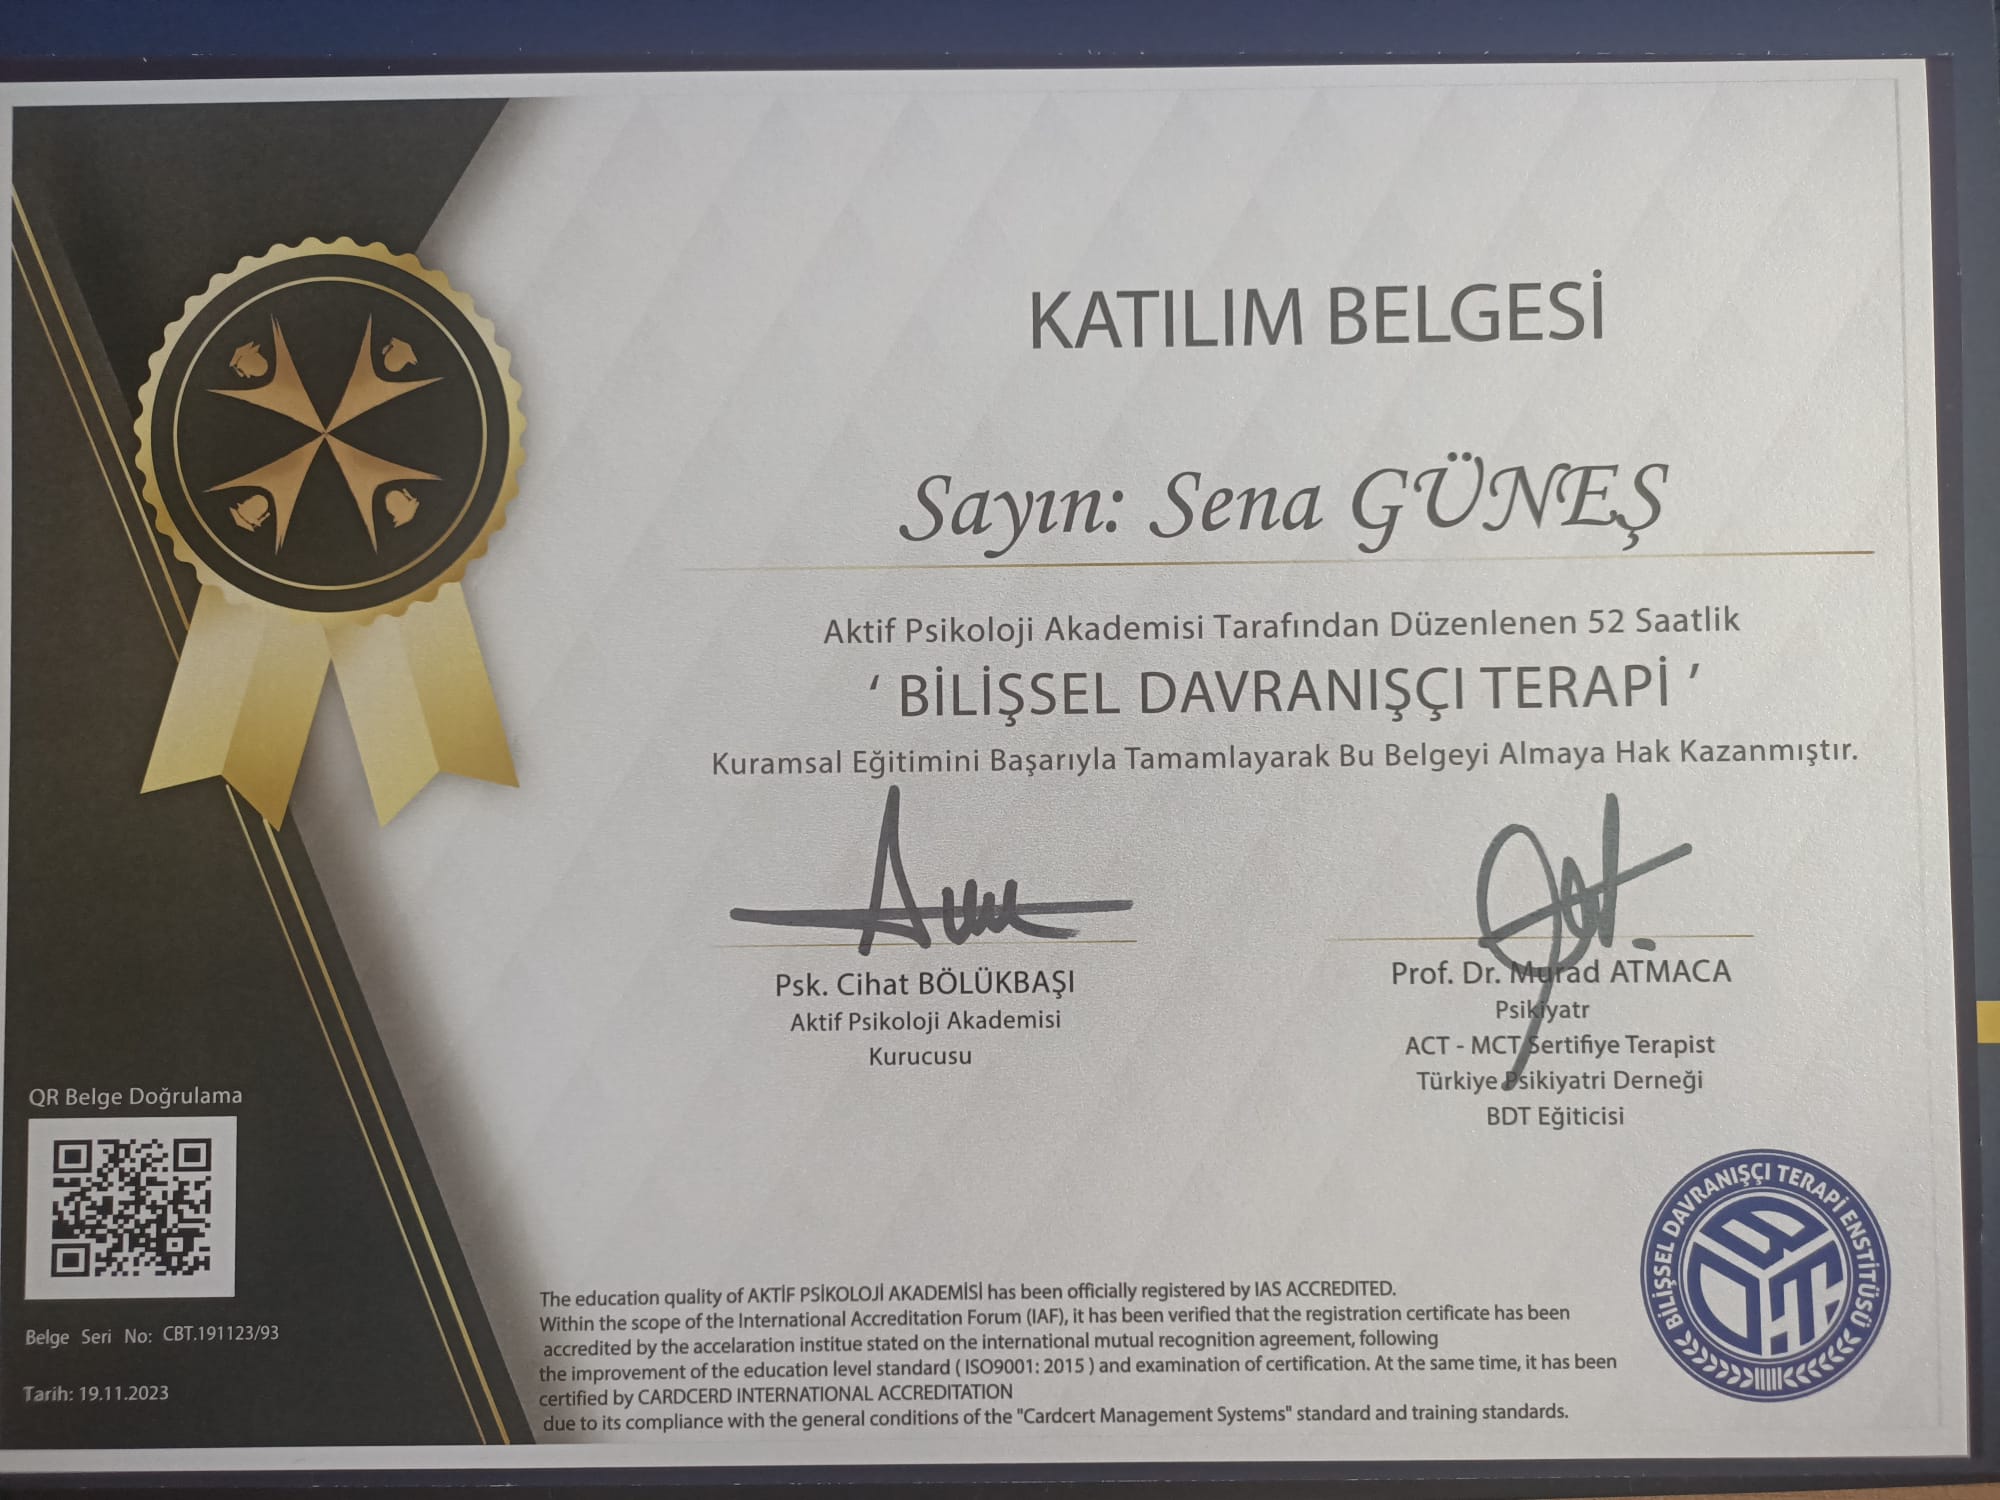 KATILIM BELGESİ
Sayın: Sena GÜNEŞ
Aktif Psikoloji Akademisi Tarafından Düzenlenen 52 Saatlik
‘ BİLİŞSEL DAVRANIŞÇI TERAPİ ’
Kuramsal Eğitimini Başarıyla Tamamlayarak Bu Belgeyi Almaya Hak Kazanmıştır.
Psk. Cihat BÖLÜKBAŞI
Aktif Psikoloji Akademisi
Kurucusu
Prof. Dr. Murad ATMACA
Psikiyatr
ACT - MCT Sertifiye Terapist
Türkiye Psikiyatri Derneği
BDT Eğiticisi
QR Belge Doğrulama
Belge Seri No: CBT.191123/93
Tarih: 19.11.2023
The education quality of AKTİF PSİKOLOJİ AKADEMİSİ has been officially registered by IAS ACCREDITED.
Within the scope of the International Accreditation Forum (IAF), it has been verified that the registration certificate has been
accredited by the accelaration institue stated on the international mutual recognition agreement, following
the improvement of the education level standard ( ISO9001: 2015 ) and examination of certification. At the same time, it has been
certified by CARDCERD INTERNATIONAL ACCREDITATION
due to its compliance with the general conditions of the "Cardcert Management Systems" standard and training standards.
BİLİŞSEL DAVRANIŞÇI TERAPİ ENSTİTÜSÜ
BDT